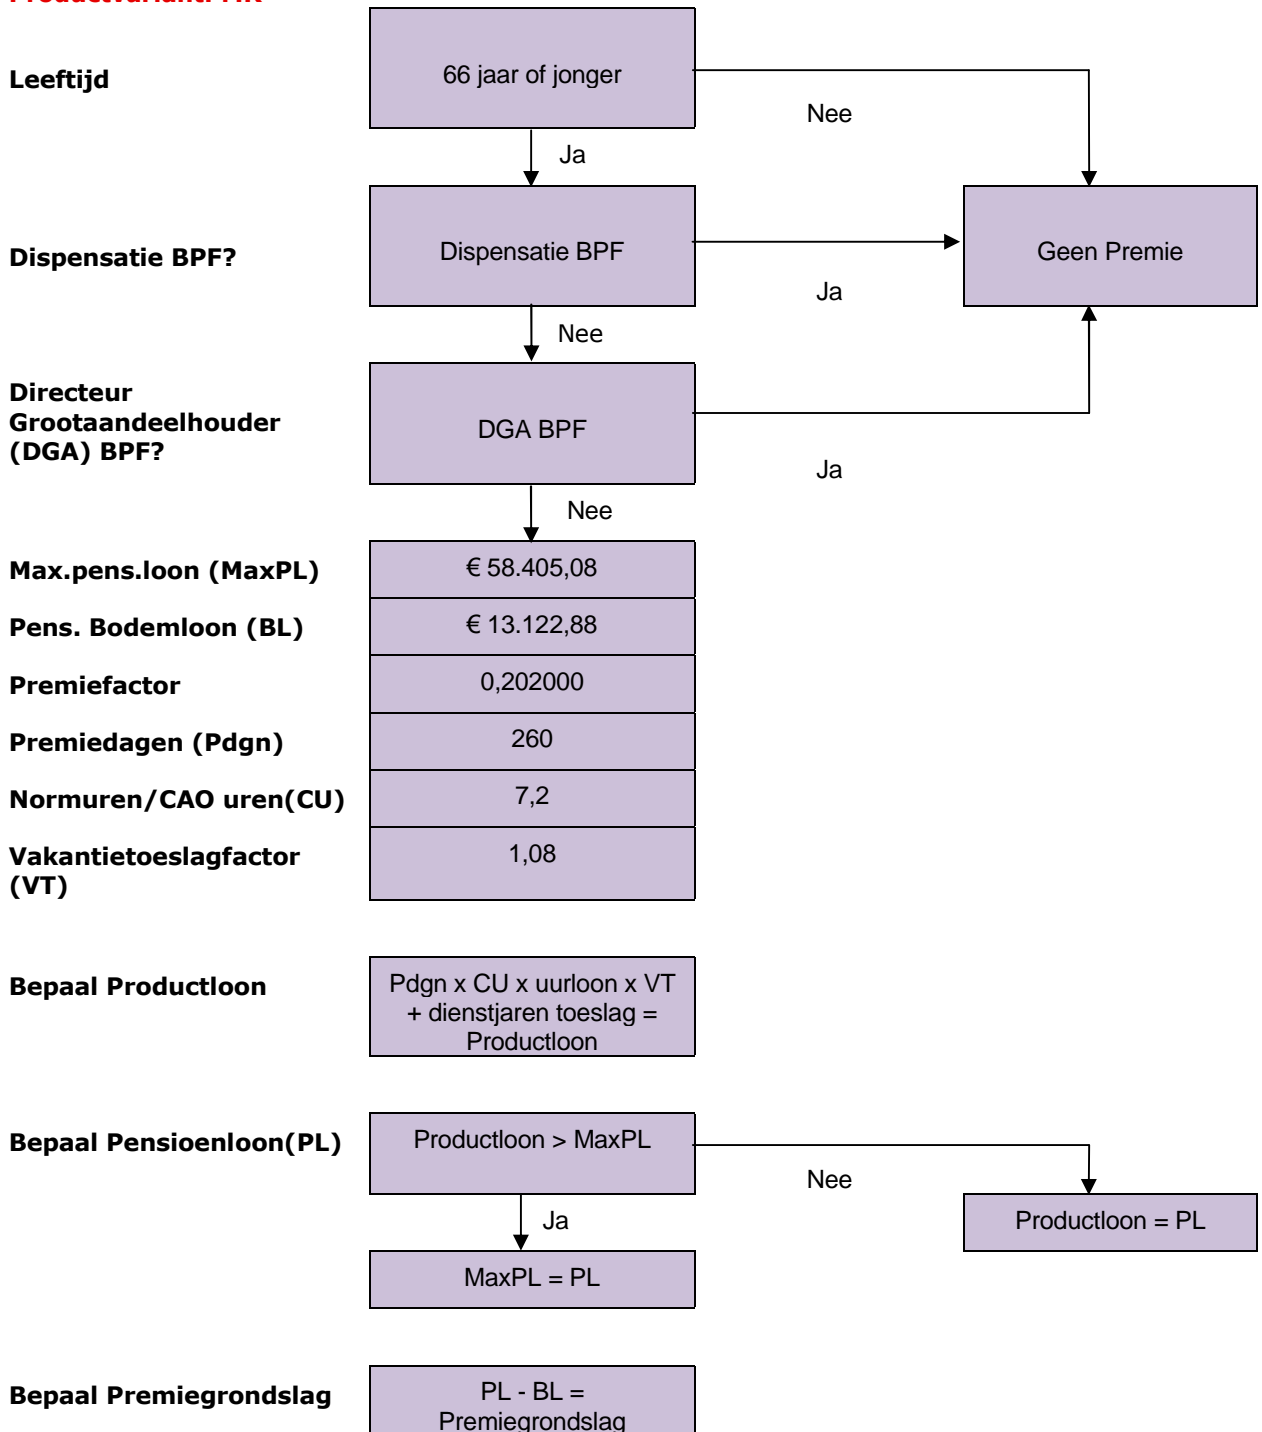 Leeftijd
66 jaar of jonger
Nee
Ja
Dispensatie BPF?
Dispensatie BPF
Geen Premie
Ja
Nee
Directeur
Grootaandeelhouder
(DGA) BPF?
DGA BPF
Ja
Nee
Max.pens.loon (MaxPL)
€ 58.405,08
Pens. Bodemloon (BL)
€ 13.122,88
Premiefactor
0,202000
Premiedagen (Pdgn)
260
Normuren/CAO uren(CU)
7,2
Vakantietoeslagfactor
(VT)
1,08
Bepaal Productloon
Pdgn x CU x uurloon x VT
+ dienstjaren toeslag =
Productloon
Bepaal Pensioenloon(PL)
Productloon > MaxPL
Nee
Ja
Productloon = PL
MaxPL = PL
Bepaal Premiegrondslag
PL - BL =
Premiegrondslag